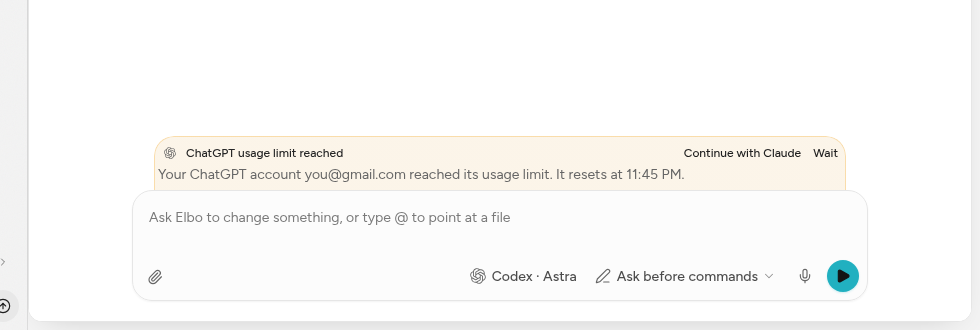 ChatGPT usage limit reached Continue with Claude Wait
Your ChatGPT account you@gmail.com reached its usage limit. It resets at 11:45 PM.
Ask Elbo to change something, or type @ to point at a file
Codex · Astra Ask before commands